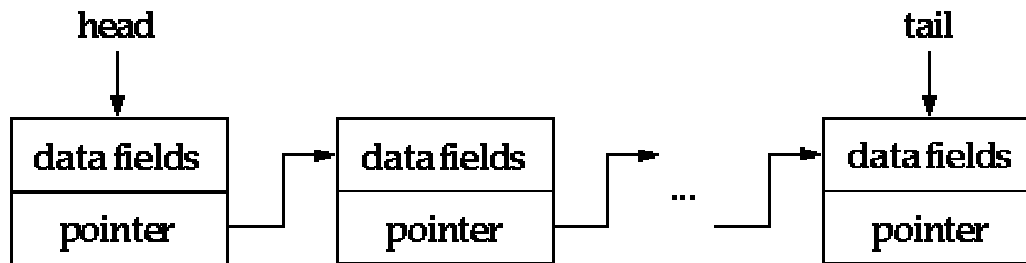 head tail
data fields data fields data fields
...
pointer pointer pointer